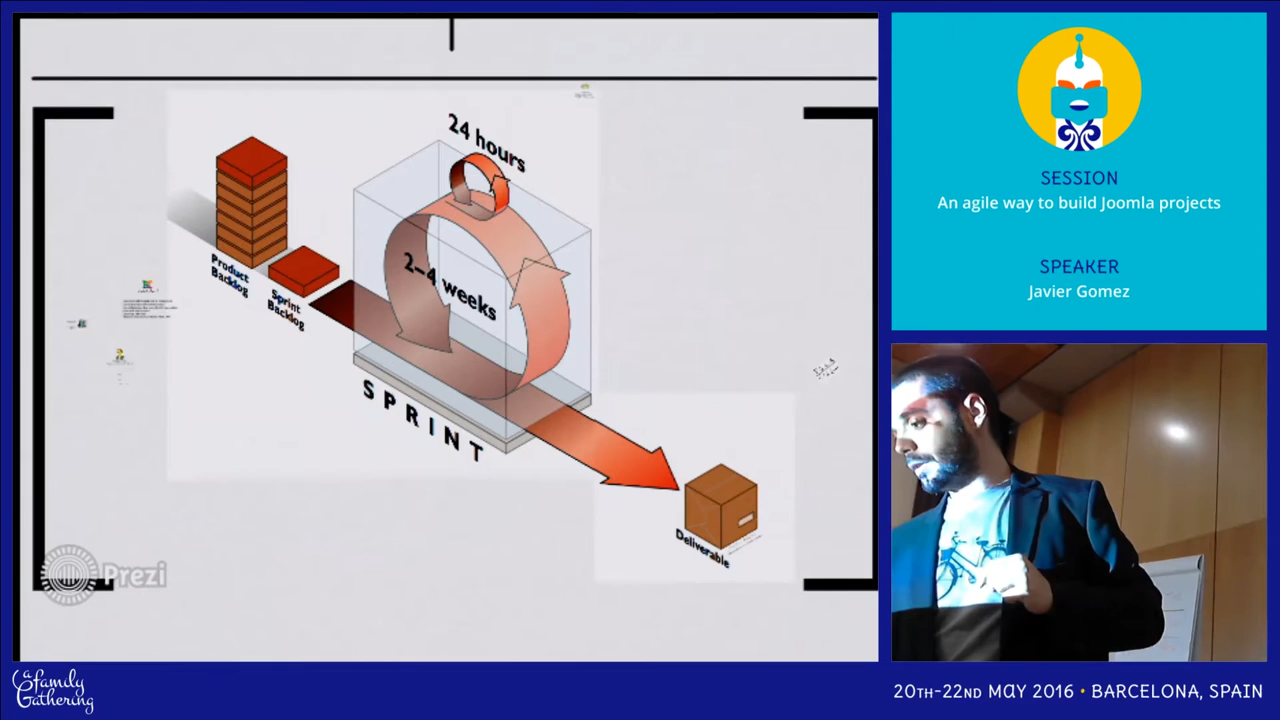 24 hours
2–4 weeks
Product
Backlog
Sprint
Backlog
SPRINT
Deliverable
Prezi
SESSION
An agile way to build Joomla projects
SPEAKER
Javier Gomez
a family
Gathering
20TH-22ND MAY 2016 • BARCELONA, SPAIN